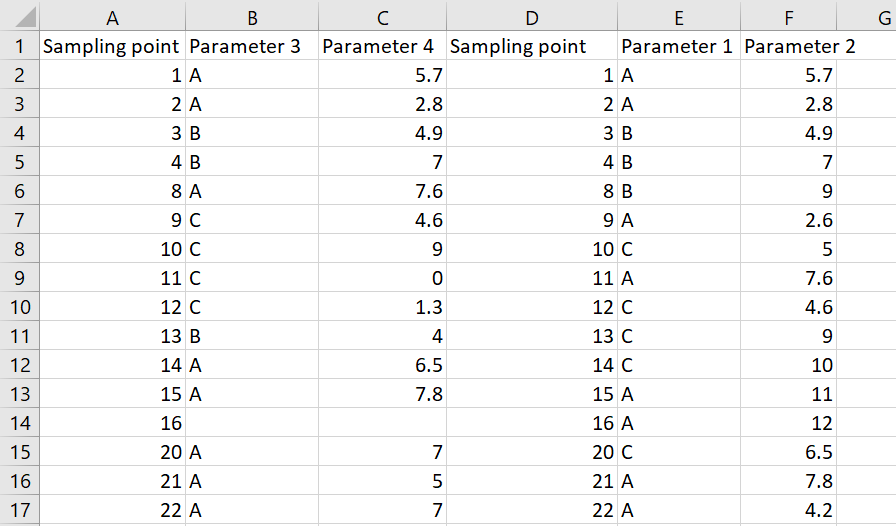 A B C D E F G
1 Sampling point Parameter 3 Parameter 4 Sampling point Parameter 1 Parameter 2
2 1 A 5.7 1 A 5.7
3 2 A 2.8 2 A 2.8
4 3 B 4.9 3 B 4.9
5 4 B 7 4 B 7
6 8 A 7.6 8 B 9
7 9 C 4.6 9 A 2.6
8 10 C 9 10 C 5
9 11 C 0 11 A 7.6
10 12 C 1.3 12 C 4.6
11 13 B 4 13 C 9
12 14 A 6.5 14 C 10
13 15 A 7.8 15 A 11
14 16 16 A 12
15 20 A 7 20 C 6.5
16 21 A 5 21 A 7.8
17 22 A 7 22 A 4.2